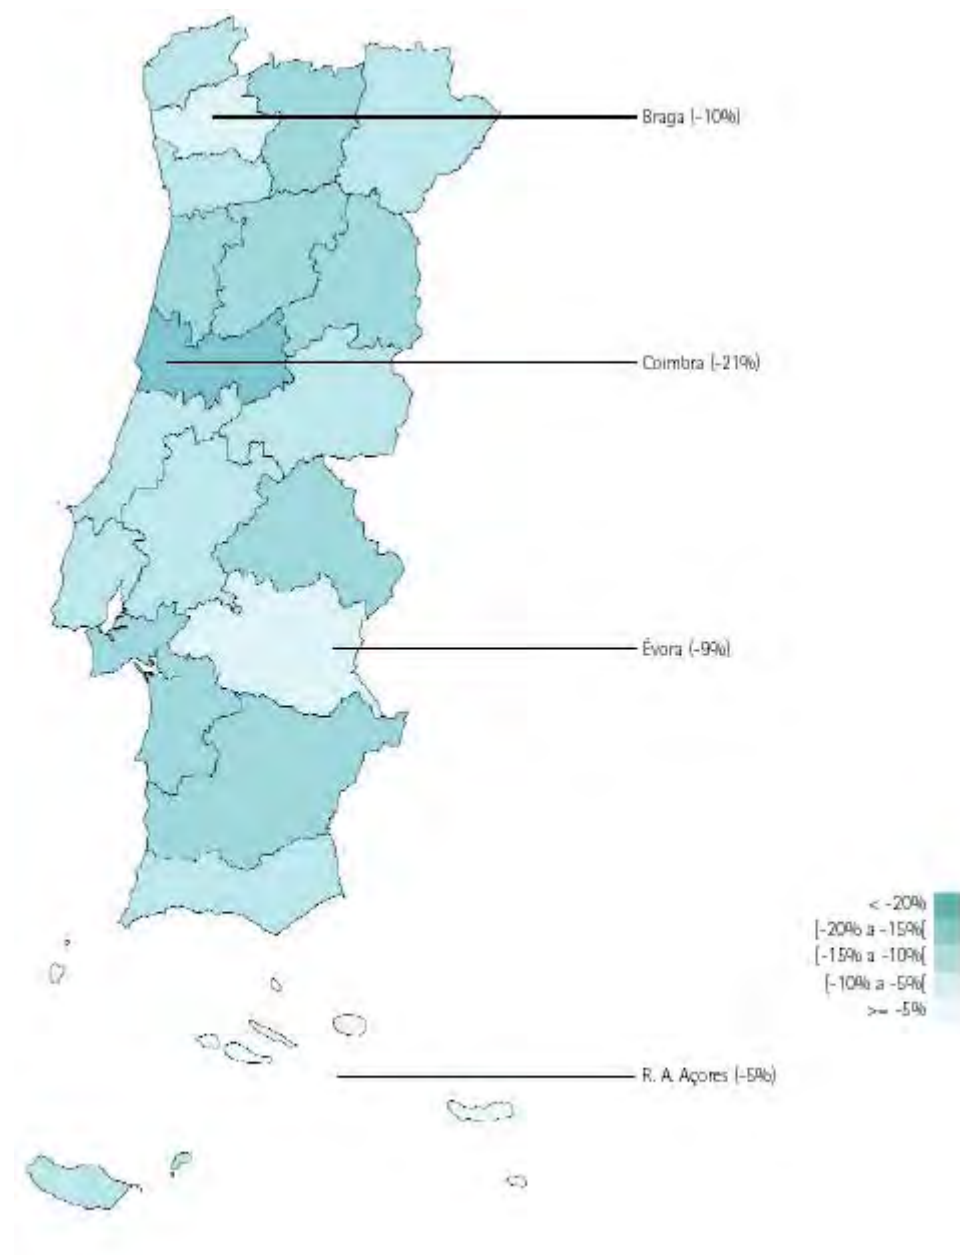 Braga (-10%)
Coimbra (-21%)
Évora (-9%)
< -20%
[-20% a -15%[
[-15% a -10%[
[-10% a -5%[
>= -5%
R. A. Açores (-5%)